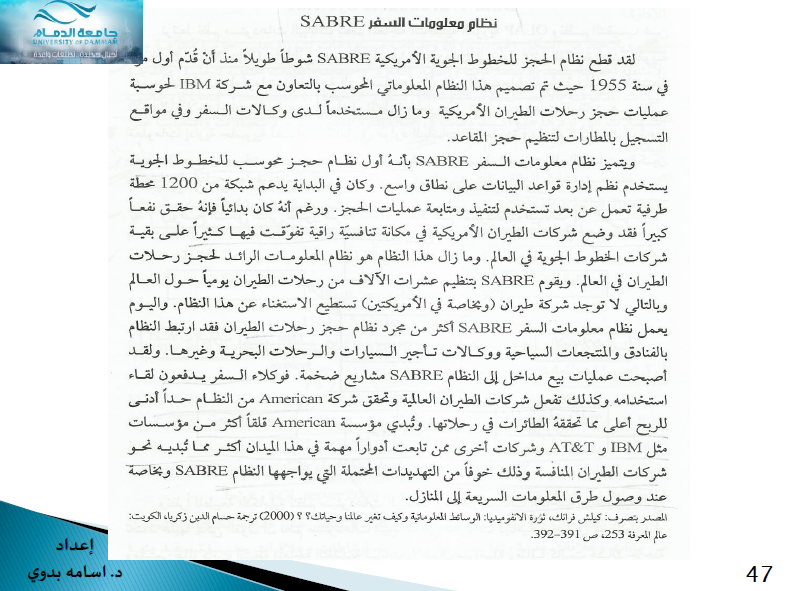 جامعة الدمام
UNIVERSITY OF DAMMAM
نظام معلومات السفر SABRE
لقد قطع نظام الحجز للخطوط الجوية الأمريكية SABRE شوطاً طويلاً منذ أنْ قُدّم أول مرة
في سنة 1955 حيث تم تصميم هذا النظام المعلوماتي المحوسب بالتعاون مع شركة IBM لحوسبة
عمليات حجز رحلات الطيران الأمريكية وما زال مستخدماً لدى وكالات السفر وفي مواقع
التسجيل بالمطارات لتنظيم حجز المقاعد.
ويتميز نظام معلومات السفر SABRE بأنهُ أول نظام حجز محوسب للخطوط الجوية
يستخدم نظم إدارة قواعد البيانات على نطاق واسع. وكان في البداية يدعم شبكة من 1200 محطة
طرفية تعمل عن بعد تستخدم لتنفيذ ومتابعة عمليات الحجز. ورغم أنهُ كان بدائياً فإنهُ حقق نفعاً
كبيراً فقد وضع شركات الطيران الأمريكية في مكانة تنافسيّة راقية تفوّقت فيها كثيراً على بقية
شركات الخطوط الجوية في العالم. وما زال هذا النظام هو نظام المعلومات الرائد لحجز رحلات
الطيران في العالم. ويقوم SABRE بتنظيم عشرات الآلاف من رحلات الطيران يومياً حول العالم
وبالتالي لا توجد شركة طيران (وبخاصة في الأمريكتين) تستطيع الاستغناء عن هذا النظام. واليوم
يعمل نظام معلومات السفر SABRE أكثر من مجرد نظام حجز رحلات الطيران فقد ارتبط النظام
بالفنادق والمنتجعات السياحية ووكالات تأجير السيارات والرحلات البحرية وغيرها. ولقد
أصبحت عمليات بيع مداخل إلى النظام SABRE مشاريع ضخمة. فوكلاء السفر يدفعون لقاء
استخدامه وكذلك تفعل شركات الطيران العالمية وتحقق شركة American من النظام حداً أدنى
للربح أعلى مما تحققهُ الطائرات في رحلاتها. وتُبدي مؤسسة American قلقاً أكثر من مؤسسات
مثل IBM و AT&T وشركات أخرى ممن تابعت أدواراً مهمة في هذا الميدان أكثر مما تُبديه نحو
شركات الطيران المنافسة وذلك خوفاً من التهديدات المحتملة التي يواجهها النظام SABRE وبخاصة
عند وصول طرق المعلومات السريعة إلى المنازل.
المصدر بتصرف: كيلش فرانك، ثورة الانفوميديا: الوسائط المعلوماتية وكيف تغير عالمنا وحياتك؟ ؟ (2000) ترجمة حسام الدين زكريا، الكويت:
عالم المعرفة 253، ص 391-392.
إعداد
د. اسامه بدوي
47